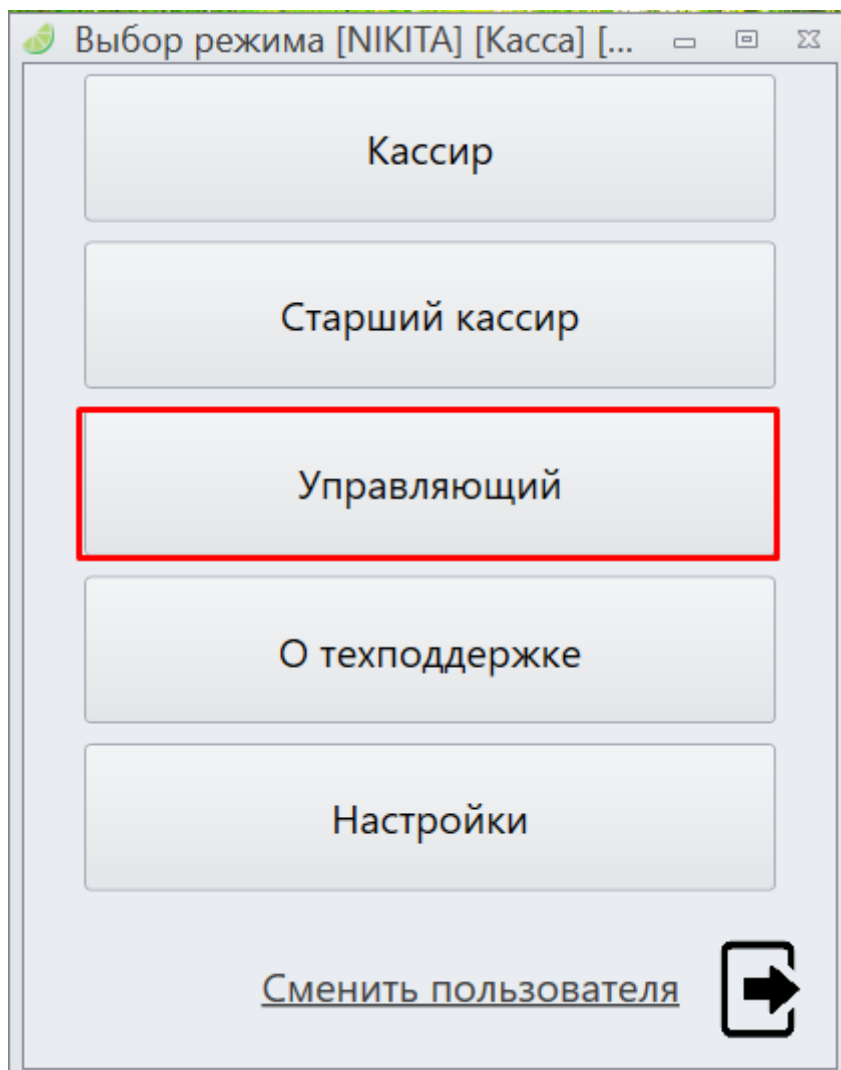 Выбор режима [NIKITA] [Касса] [...
Кассир
Старший кассир
Управляющий
О техподдержке
Настройки
Сменить пользователя